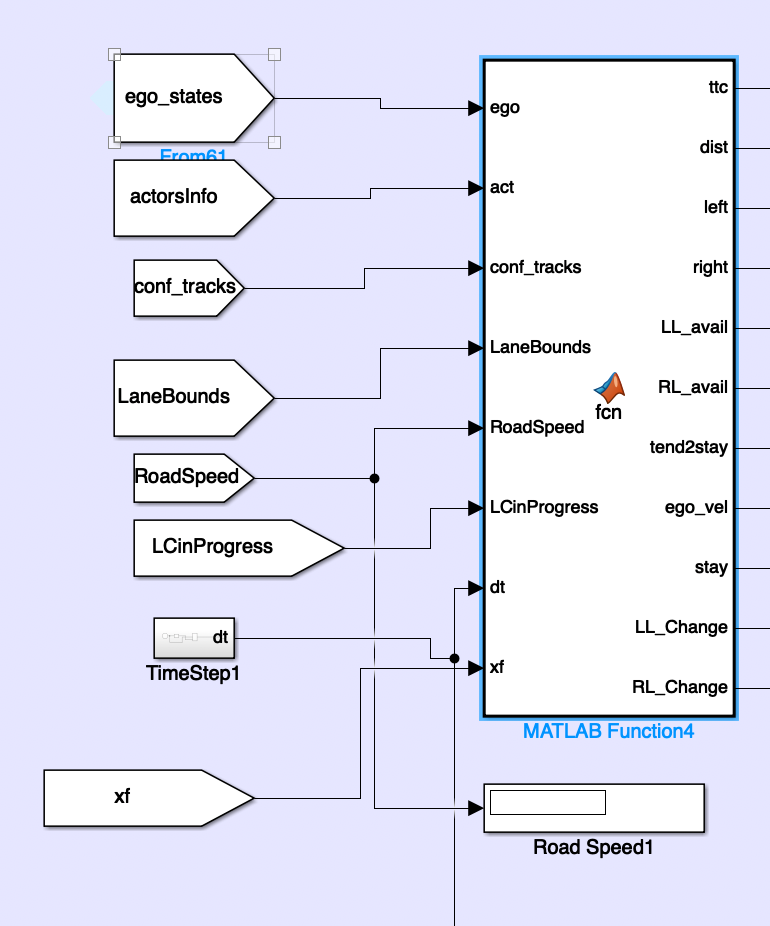 ego_states
From61
actorsInfo
conf_tracks
LaneBounds
RoadSpeed
LCinProgress
dt
TimeStep1
xf
ego
act
conf_tracks
LaneBounds
RoadSpeed
LCinProgress
dt
xf
fcn
ttc
dist
left
right
LL_avail
RL_avail
tend2stay
ego_vel
stay
LL_Change
RL_Change
MATLAB Function4
Road Speed1